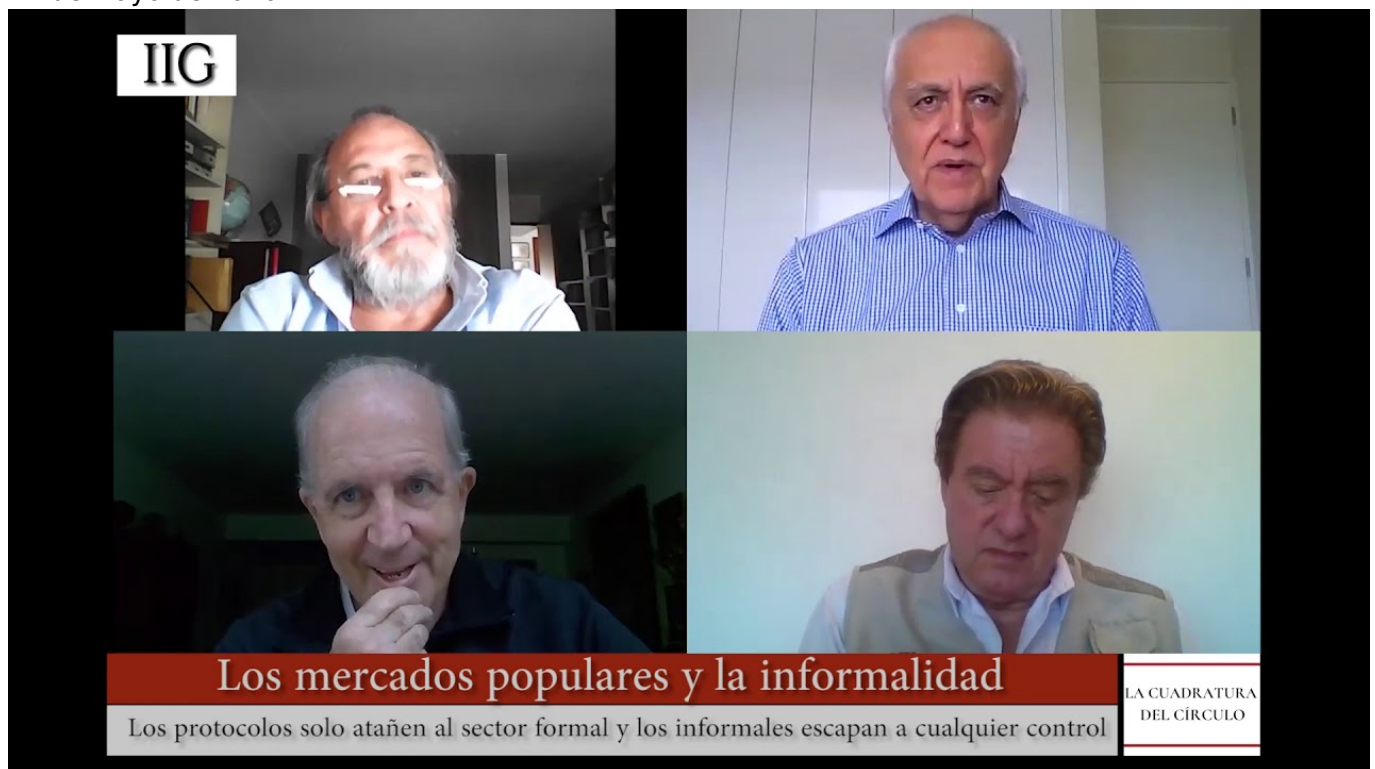 IIG
Los mercados populares y la informalidad
Los protocolos solo atañen al sector formal y los informales escapan a cualquier control
LA CUADRATURA
DEL CÍRCULO